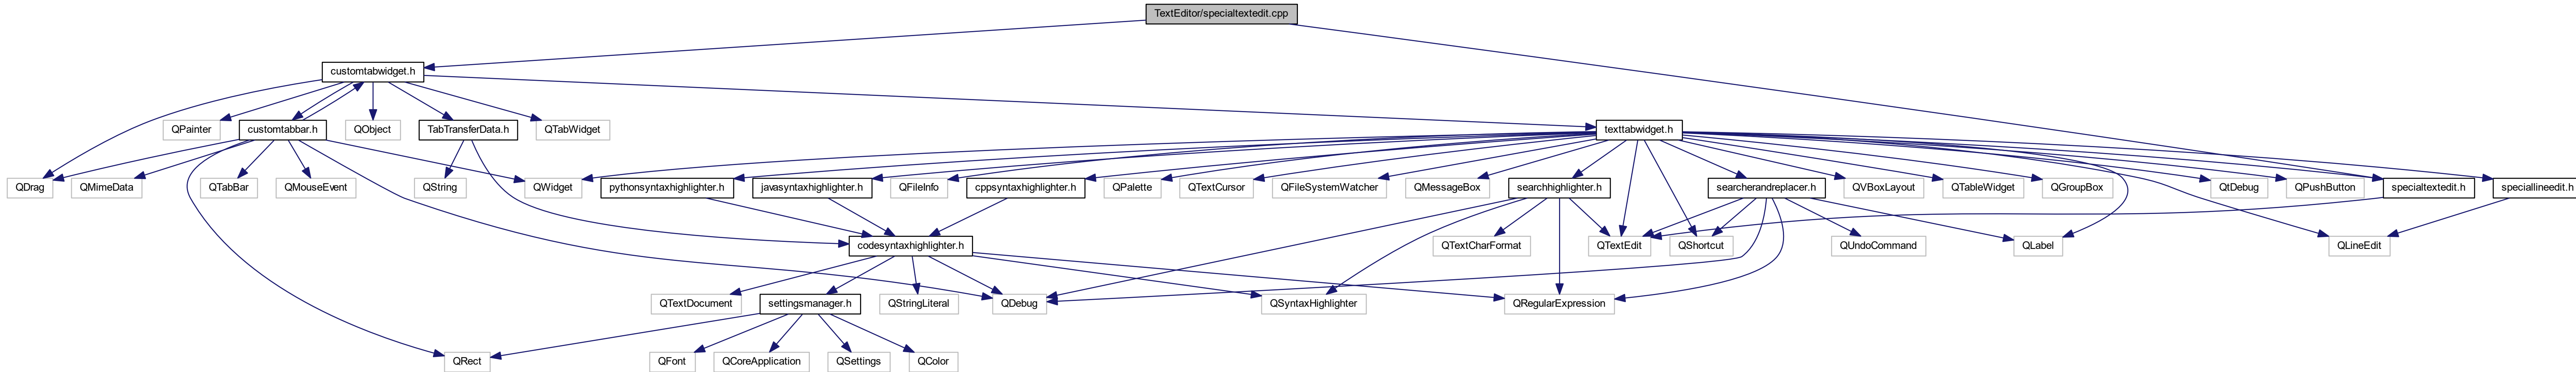 TextEditor/specialtextedit.cpp
customtabwidget.h
QPainter
customtabbar.h
QObject
TabTransferData.h
QTabWidget
texttabwidget.h
QDrag
QMimeData
QTabBar
QMouseEvent
QString
QWidget
pythonsyntaxhighlighter.h
javasyntaxhighlighter.h
QFileInfo
cppsyntaxhighlighter.h
QPalette
QTextCursor
QFileSystemWatcher
QMessageBox
searchhighlighter.h
searcherandreplacer.h
QVBoxLayout
QTableWidget
QGroupBox
QtDebug
QPushButton
specialtextedit.h
speciallineedit.h
codesyntaxhighlighter.h
QTextCharFormat
QTextEdit
QShortcut
QUndoCommand
QLabel
QLineEdit
QTextDocument
settingsmanager.h
QStringLiteral
QDebug
QSyntaxHighlighter
QRegularExpression
QRect
QFont
QCoreApplication
QSettings
QColor